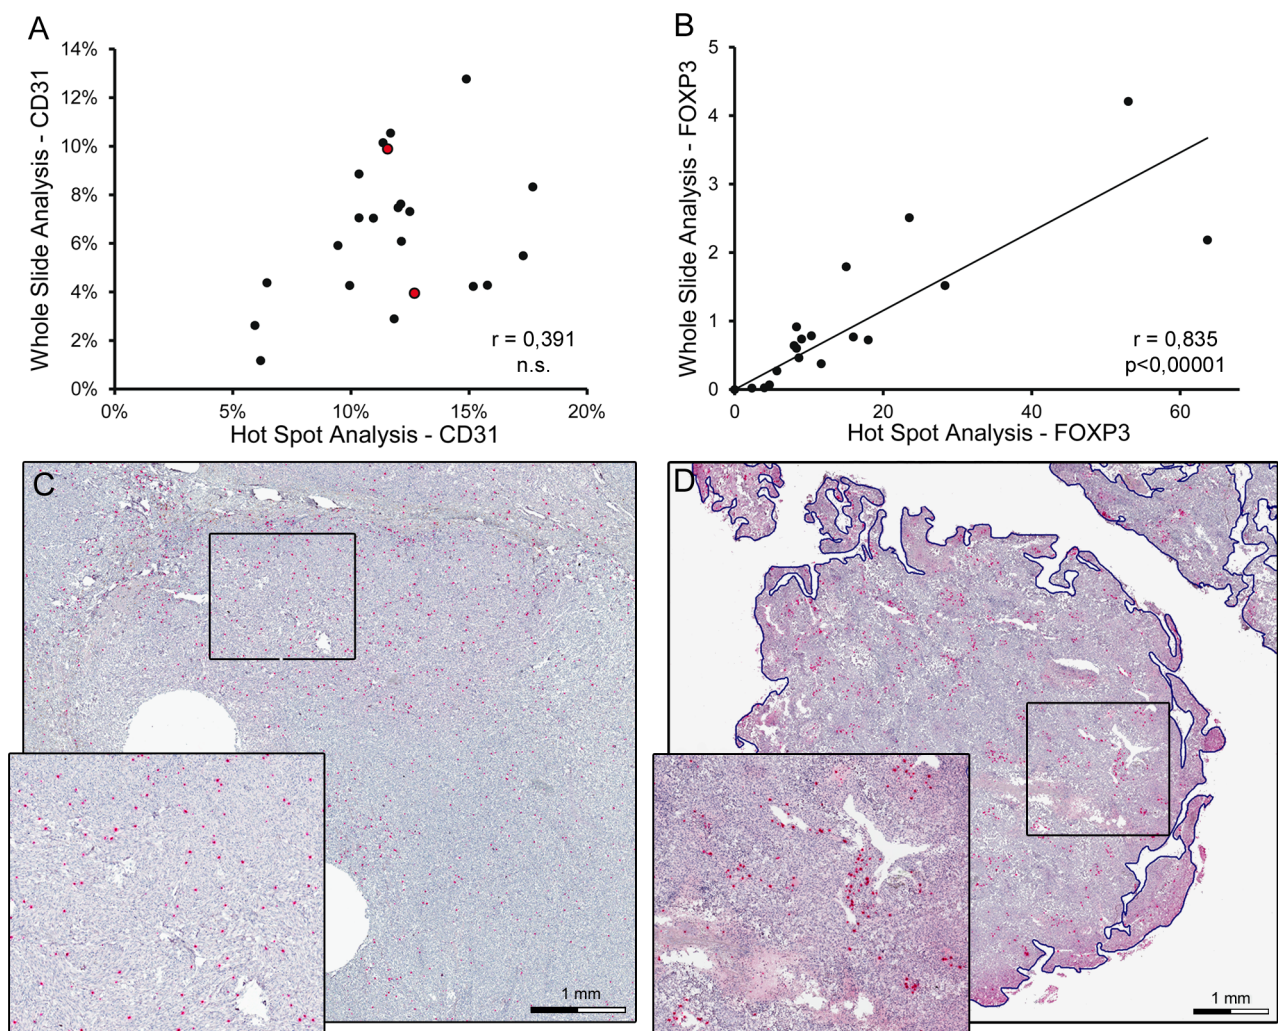 A
Whole Slide Analysis - CD31
14%
12%
10%
8%
6%
4%
2%
0%
r = 0,391
n.s.
0%
5%
10%
15%
20%
Hot Spot Analysis - CD31
B
Whole Slide Analysis - FOXP3
5
4
3
2
1
0
r = 0,835
p<0,00001
0
20
40
60
Hot Spot Analysis - FOXP3
C
1 mm
D
1 mm